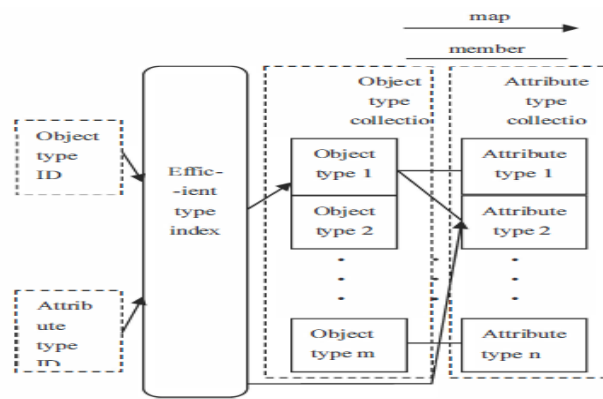 map
member
Object
type
collectio
Attribute
type
collectio
Object
type
ID
Effic-
-ient
type
index
Object
type 1
Object
type 2
Attribute
type 1
Attribute
type 2
Attrib
ute
type
ID
Object
type m
Attribute
type n